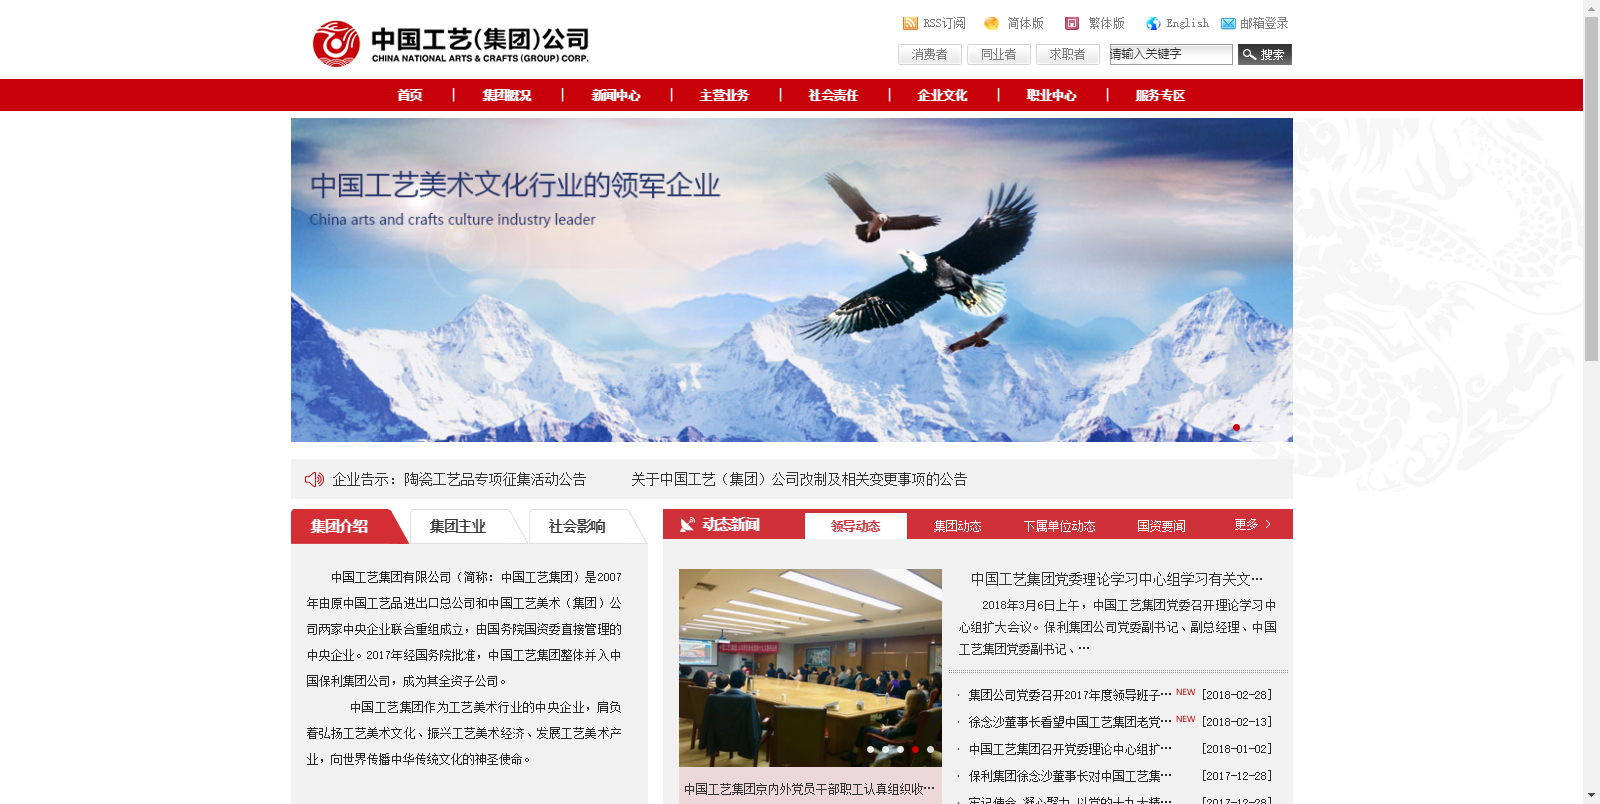 中国工艺(集团)公司
CHINA NATIONAL ARTS & CRAFTS (GROUP) CORP.
RSS订阅 简体版 繁体版 English 邮箱登录
消费者 同业者 求职者 请输入关键字 搜索
首页 集团概况 新闻中心 主营业务 社会责任 企业文化 职业中心 服务专区
中国工艺美术文化行业的领军企业
China arts and crafts culture industry leader
企业告示：陶瓷工艺品专项征集活动公告 关于中国工艺（集团）公司改制及相关变更事项的公告
集团介绍 集团主业 社会影响
中国工艺集团有限公司（简称：中国工艺集团）是2007
年由原中国工艺品进出口总公司和中国工艺美术（集团）公
司两家中央企业联合重组成立，由国务院国资委直接管理的
中央企业。2017年经国务院批准，中国工艺集团整体并入中
国保利集团公司，成为其全资子公司。
中国工艺集团作为工艺美术行业的中央企业，肩负
着弘扬工艺美术文化、振兴工艺美术经济、发展工艺美术产
业，向世界传播中华传统文化的神圣使命。
动态新闻 领导动态 集团动态 下属单位动态 国资要闻 更多
中国工艺集团京内外党员干部职工认真组织收…
中国工艺集团党委理论学习中心组学习有关文…
2018年3月6日上午，中国工艺集团党委召开理论学习中
心组扩大会议。保利集团公司党委副书记、副总经理、中国
工艺集团党委副书记、…
· 集团公司党委召开2017年度领导班子… NEW [2018-02-28]
· 徐念沙董事长看望中国工艺集团老党… NEW [2018-02-13]
· 中国工艺集团召开党委理论中心组扩… [2018-01-02]
· 保利集团徐念沙董事长对中国工艺集… [2017-12-28]
· 牢记使命 凝心聚力 以党的十九大精… [2017-12-28]